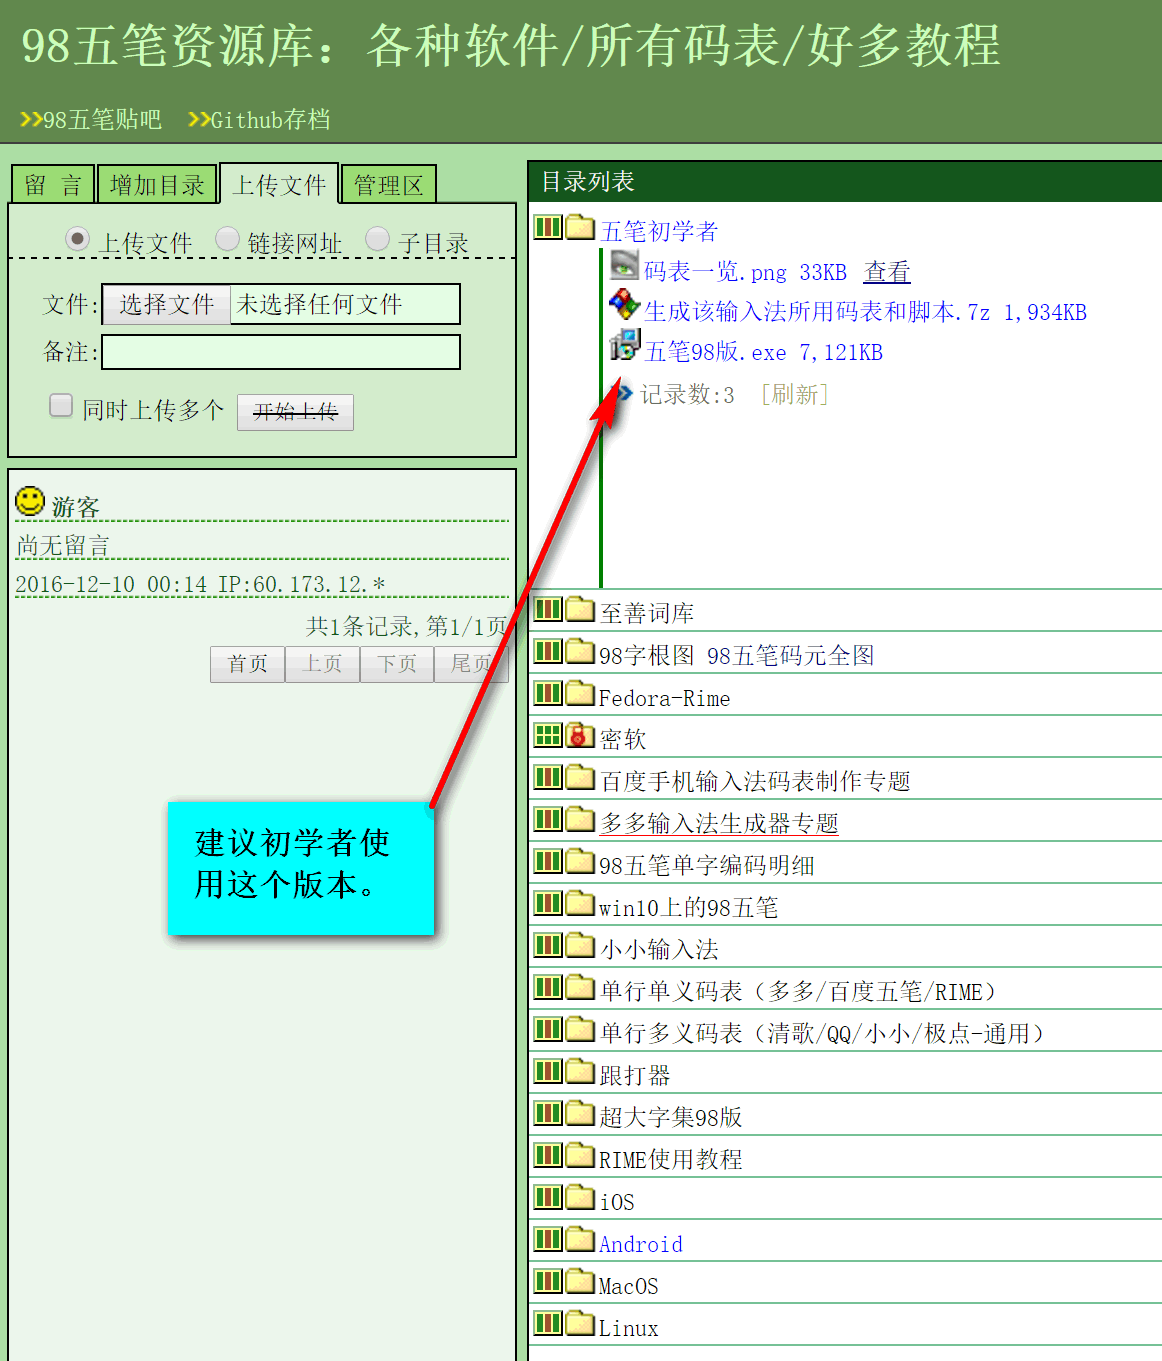 98五笔资源库：各种软件/所有码表/好多教程
98五笔贴吧 Github存档
留 言 增加目录 上传文件 管理区
上传文件 链接网址 子目录
文件: 选择文件 未选择任何文件
备注:
同时上传多个 开始上传
游客
尚无留言
2016-12-10 00:14 IP:60.173.12.*
共1条记录,第1/1页
首页 上页 下页 尾页
建议初学者使
用这个版本。
目录列表
五笔初学者
码表一览.png 33KB 查看
生成该输入法所用码表和脚本.7z 1,934KB
五笔98版.exe 7,121KB
记录数:3 [刷新]
至善词库
98字根图 98五笔码元全图
Fedora-Rime
密软
百度手机输入法码表制作专题
多多输入法生成器专题
98五笔单字编码明细
win10上的98五笔
小小输入法
单行单义码表（多多/百度五笔/RIME）
单行多义码表（清歌/QQ/小小/极点-通用）
跟打器
超大字集98版
RIME使用教程
iOS
Android
MacOS
Linux